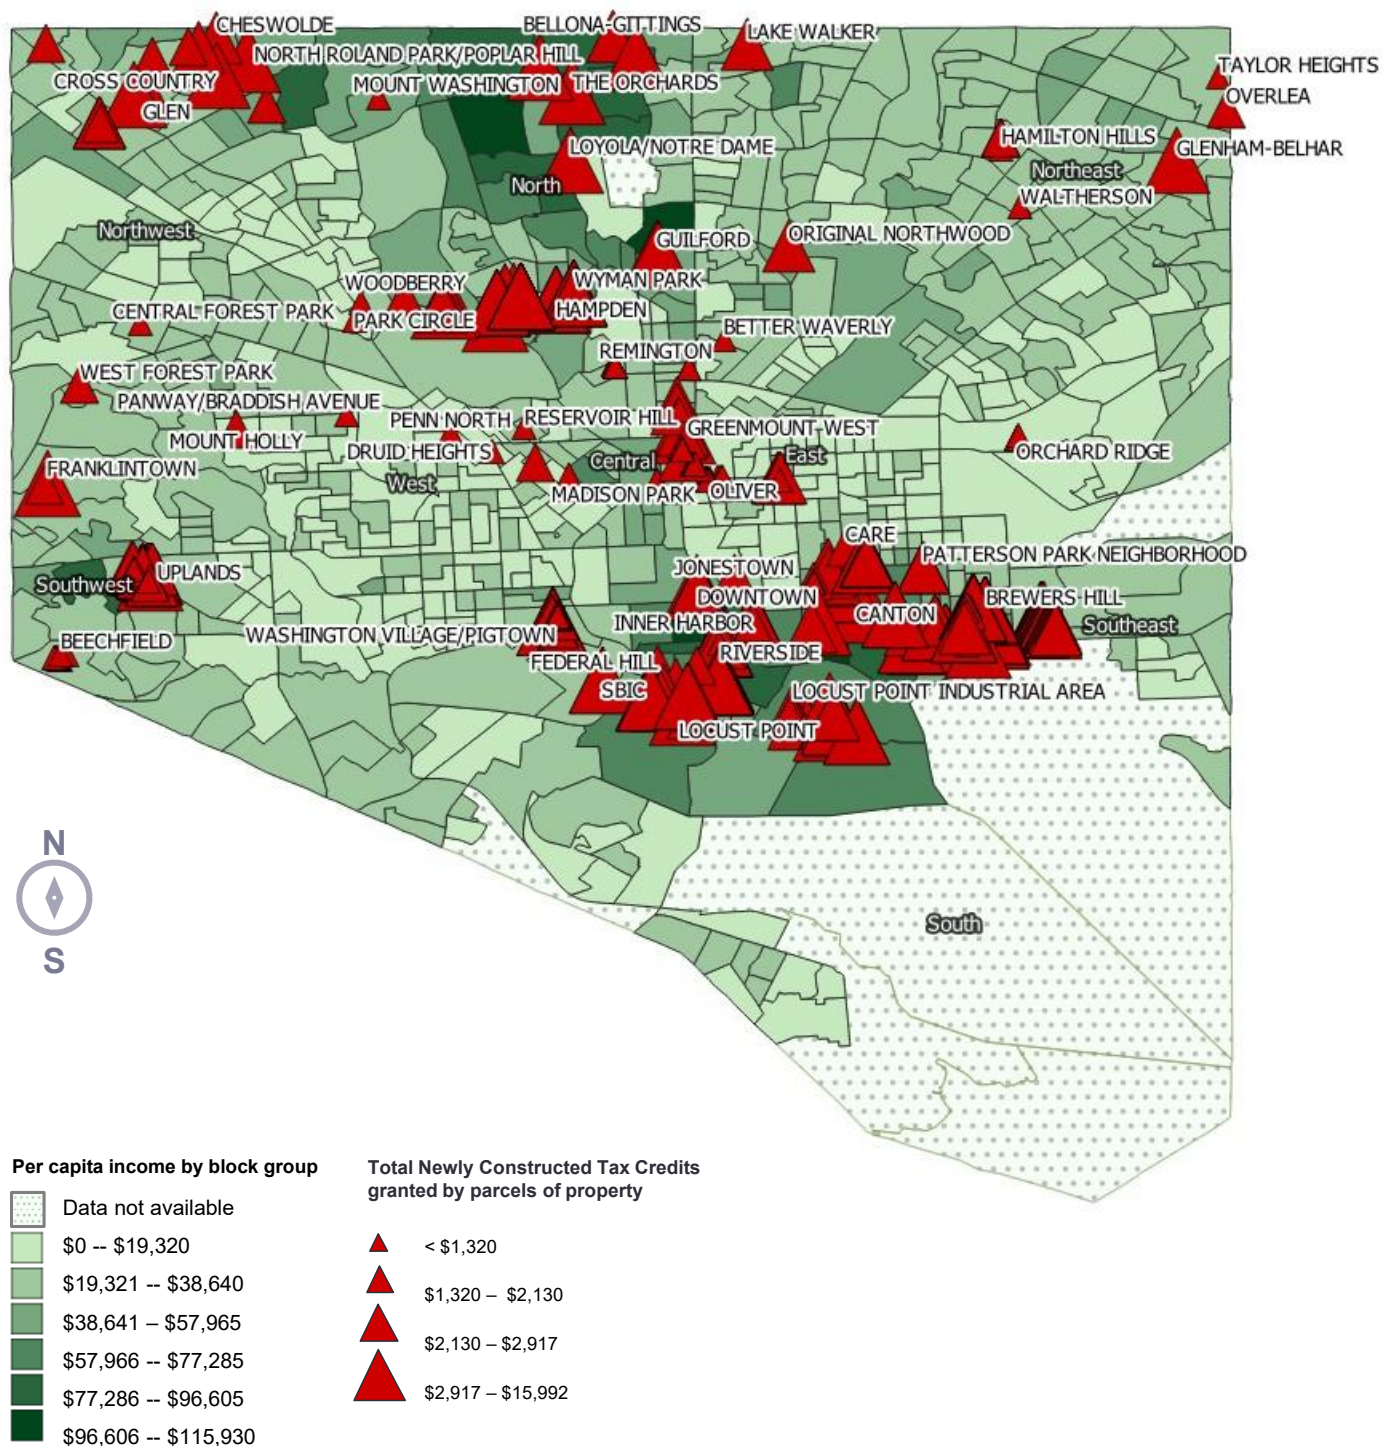 CHESWOLDE
BELLONA-GITTINGS
LAKE WALKER
NORTH ROLAND PARK/POPLAR HILL
TAYLOR HEIGHTS
CROSS COUNTRY
MOUNT WASHINGTON
THE ORCHARDS
OVERLEA
GLEN
HAMILTON HILLS
LOYOLA/NOTRE DAME
GLENHAM-BELHAR
Northeast
North
WALTHERSON
Northwest
GUILFORD
ORIGINAL NORTHWOOD
WOODBERRY
WYMAN PARK
CENTRAL FOREST PARK
PARK CIRCLE
HAMPDEN
BETTER WAVERLY
REMINGTON
WEST FOREST PARK
PANWAY/BRADDISH AVENUE
PENN NORTH
RESERVOIR HILL
GREENMOUNT WEST
MOUNT HOLLY
DRUID HEIGHTS
ORCHARD RIDGE
Central
East
FRANKLINTOWN
West
MADISON PARK
OLIVER
CARE
PATTERSON PARK NEIGHBORHOOD
JONESTOWN
UPLANDS
Southwest
DOWNTOWN
BREWERS HILL
CANTON
INNER HARBOR
Southeast
WASHINGTON VILLAGE/PIGTOWN
BEECHFIELD
RIVERSIDE
FEDERAL HILL
SBIC
LOCUST POINT INDUSTRIAL AREA
LOCUST POINT
N
S
South
Per capita income by block group
Data not available
$0 -- $19,320
$19,321 -- $38,640
$38,641 – $57,965
$57,966 -- $77,285
$77,286 -- $96,605
$96,606 -- $115,930
Total Newly Constructed Tax Credits
granted by parcels of property
< $1,320
$1,320 – $2,130
$2,130 – $2,917
$2,917 – $15,992